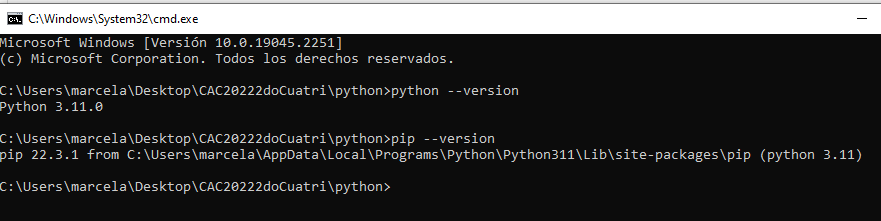 C:\Windows\System32\cmd.exe
Microsoft Windows [Versión 10.0.19045.2251]
(c) Microsoft Corporation. Todos los derechos reservados.
C:\Users\marcela\Desktop\CAC20222doCuatri\python>python --version
Python 3.11.0
C:\Users\marcela\Desktop\CAC20222doCuatri\python>pip --version
pip 22.3.1 from C:\Users\marcela\AppData\Local\Programs\Python\Python311\Lib\site-packages\pip (python 3.11)
C:\Users\marcela\Desktop\CAC20222doCuatri\python>